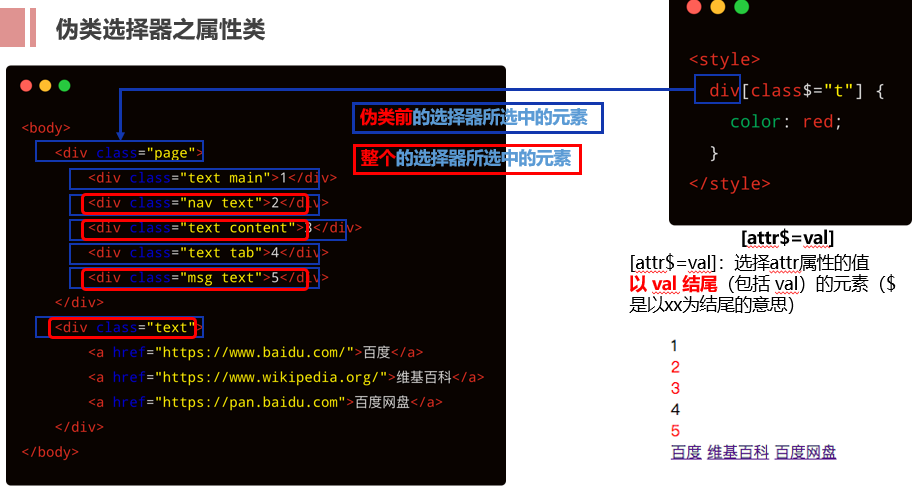 伪类选择器之属性类
<style>
div[class$="t"] {
color: red;
}
</style>
伪类前的选择器所选中的元素
整个的选择器所选中的元素
<body>
<div class="page">
<div class="text main">1</div>
<div class="nav text">2</div>
<div class="text content">3</div>
<div class="text tab">4</div>
<div class="msg text">5</div>
</div>
<div class="text">
<a href="https://www.baidu.com/">百度</a>
<a href="https://www.wikipedia.org/">维基百科</a>
<a href="https://pan.baidu.com">百度网盘</a>
</div>
</body>
[attr$=val]
[attr$=val]：选择attr属性的值
以 val 结尾（包括 val）的元素（$
是以xx为结尾的意思）
1
2
3
4
5
百度 维基百科 百度网盘